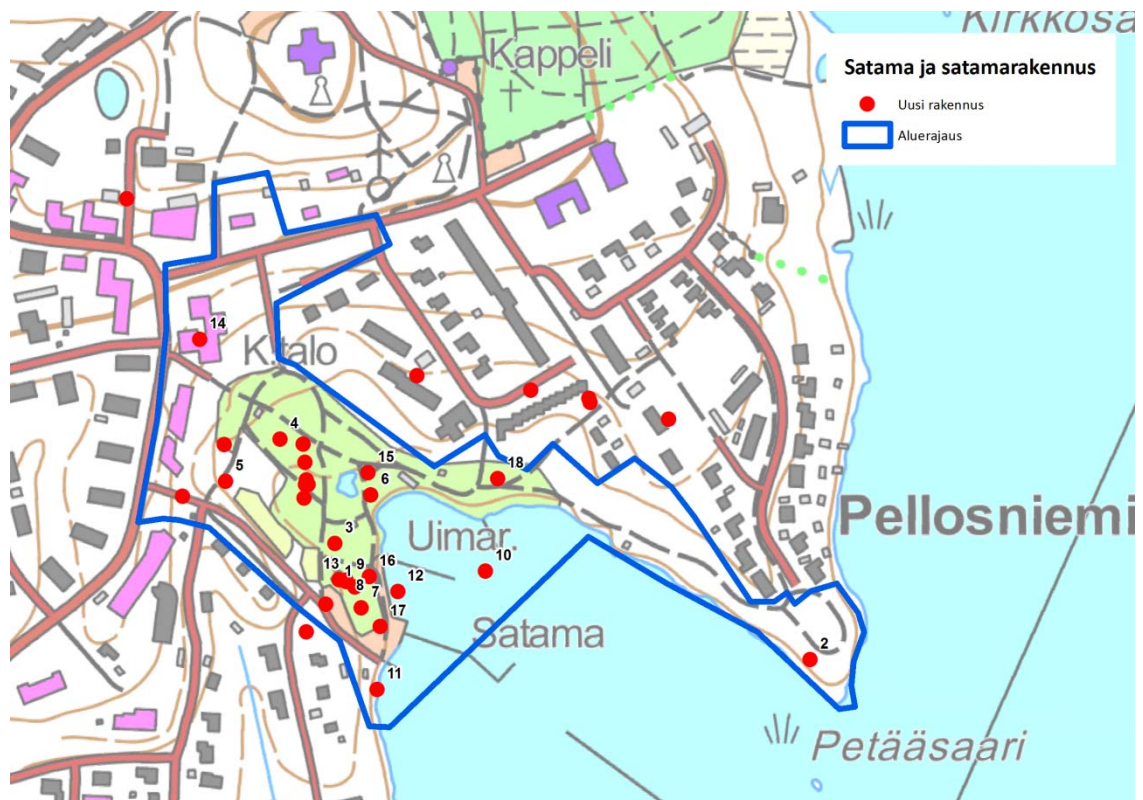 Kirkkosa
Kappeli
Satama ja satamarakennus
Uusi rakennus
Aluerajaus
14
K.talo
4
15
18
5
6
Pellosniemi
3
Uimar.
10
13
9
16
1
12
8
7
17
Satama
2
11
Petääsaari